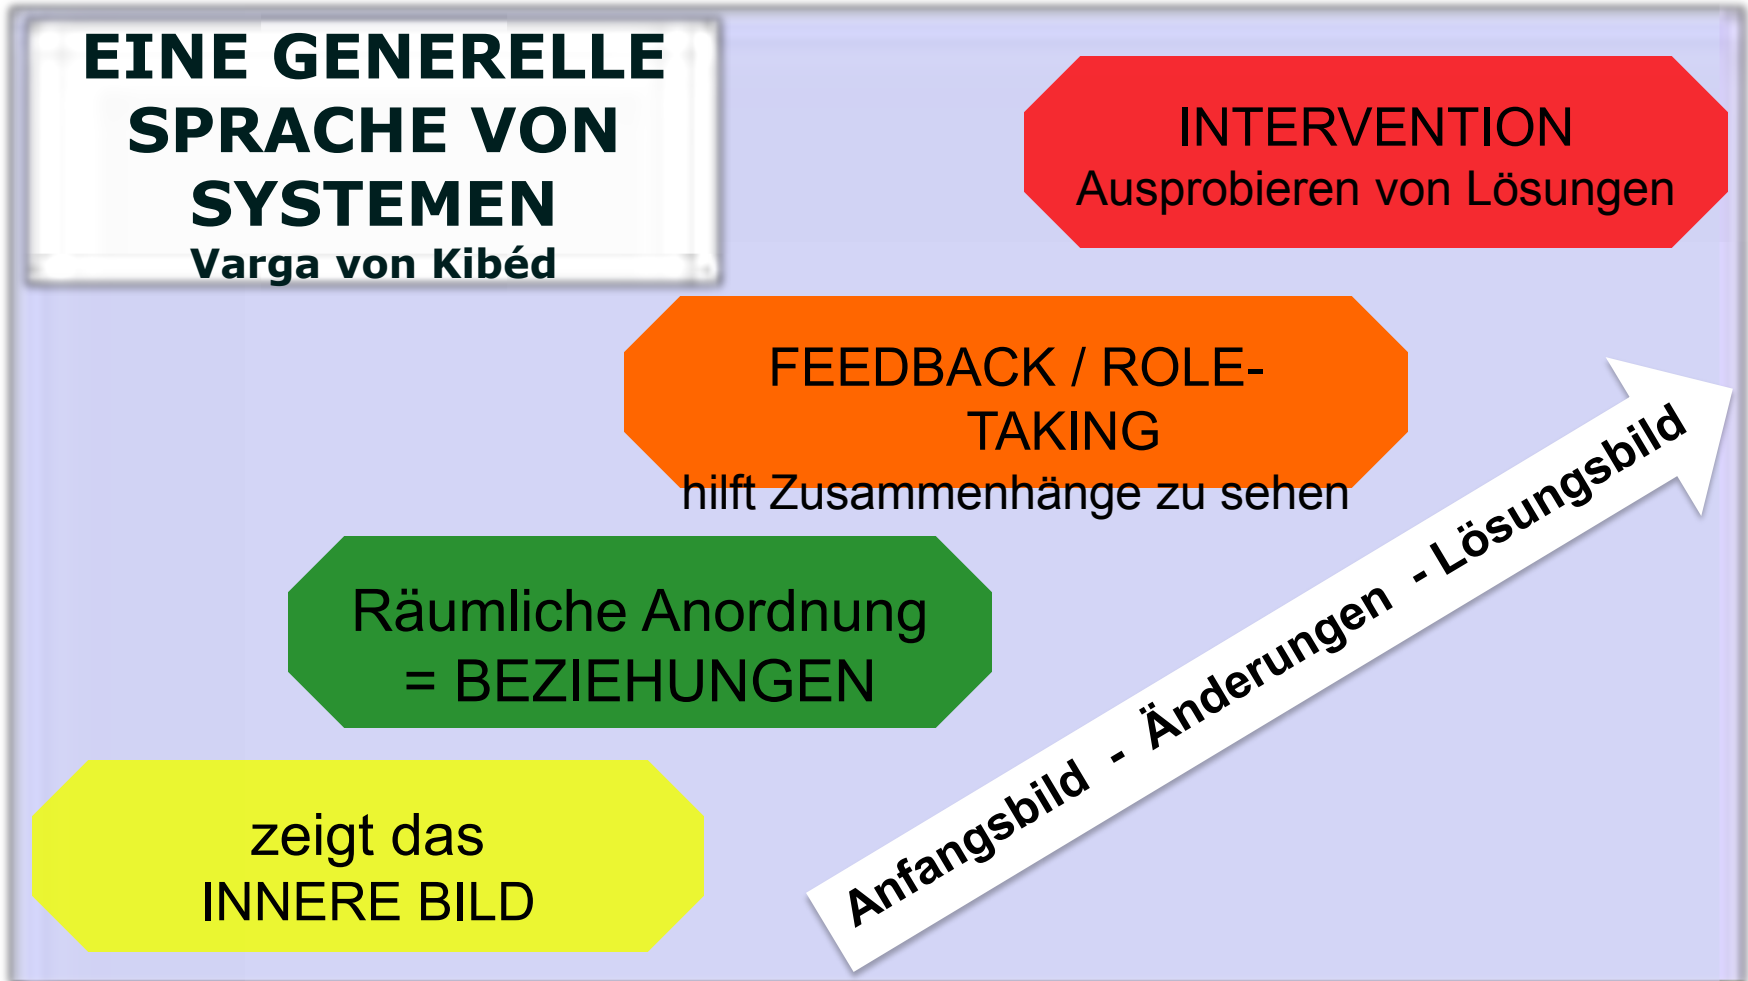 EINE GENERELLE
SPRACHE VON
SYSTEMEN
Varga von Kibéd
INTERVENTION
Ausprobieren von Lösungen
FEEDBACK / ROLE-
TAKING
hilft Zusammenhänge zu sehen
Räumliche Anordnung
= BEZIEHUNGEN
zeigt das
INNERE BILD
Anfangsbild - Änderungen - Lösungsbild